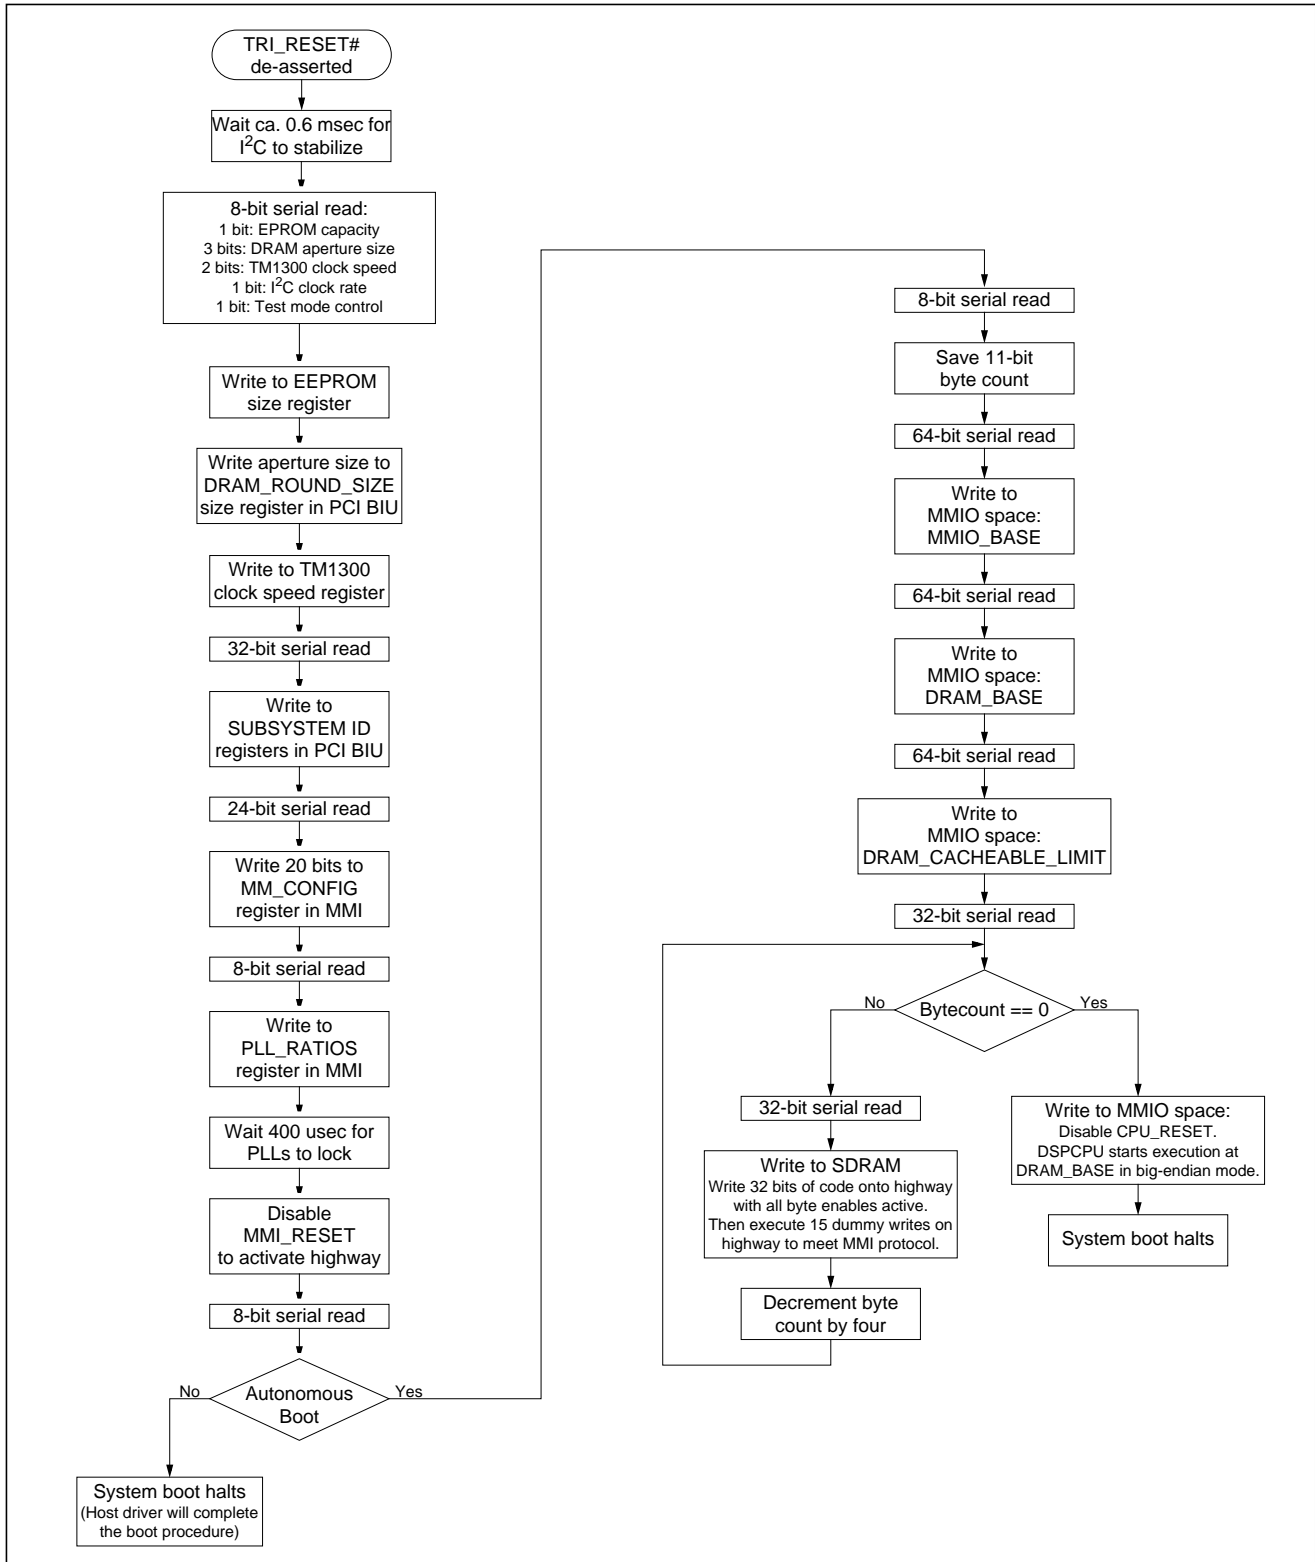 TRI_RESET#
de-asserted
Wait ca. 0.6 msec for
I²C to stabilize
8-bit serial read:
1 bit: EPROM capacity
3 bits: DRAM aperture size
2 bits: TM1300 clock speed
1 bit: I²C clock rate
1 bit: Test mode control
Write to EEPROM
size register
Write aperture size to
DRAM_ROUND_SIZE
size register in PCI BIU
Write to TM1300
clock speed register
32-bit serial read
Write to
SUBSYSTEM ID
registers in PCI BIU
24-bit serial read
Write 20 bits to
MM_CONFIG
register in MMI
8-bit serial read
Write to
PLL_RATIOS
register in MMI
Wait 400 usec for
PLLs to lock
Disable
MMI_RESET
to activate highway
8-bit serial read
No
Autonomous
Boot
Yes
System boot halts
(Host driver will complete
the boot procedure)
8-bit serial read
Save 11-bit
byte count
64-bit serial read
Write to
MMIO space:
MMIO_BASE
64-bit serial read
Write to
MMIO space:
DRAM_BASE
64-bit serial read
Write to
MMIO space:
DRAM_CACHEABLE_LIMIT
32-bit serial read
No
Bytecount == 0
Yes
32-bit serial read
Write to SDRAM
Write 32 bits of code onto highway
with all byte enables active.
Then execute 15 dummy writes on
highway to meet MMI protocol.
Decrement byte
count by four
Write to MMIO space:
Disable CPU_RESET.
DSPCPU starts execution at
DRAM_BASE in big-endian mode.
System boot halts